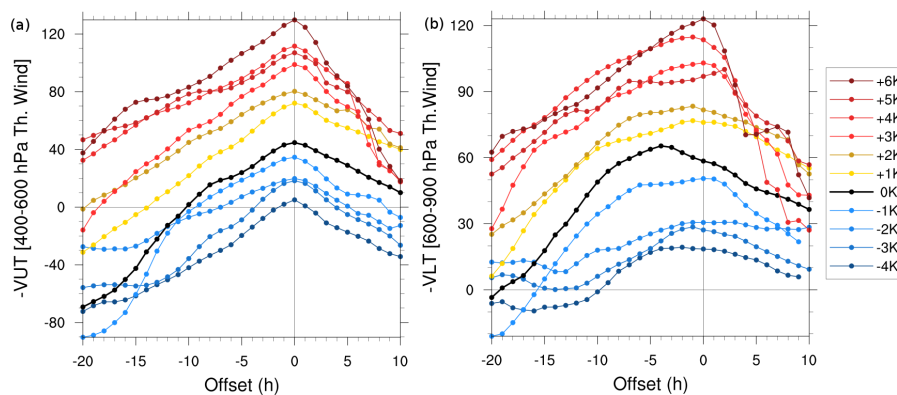 (a)
-VUT [400-600 hPa Th. Wind]
120
80
40
0
-40
-80
-20 -15 -10 -5 0 5 10
Offset (h)
(b)
-VLT [600-900 hPa Th.Wind]
120
90
60
30
0
-20 -15 -10 -5 0 5 10
Offset (h)
+6K
+5K
+4K
+3K
+2K
+1K
0K
-1K
-2K
-3K
-4K